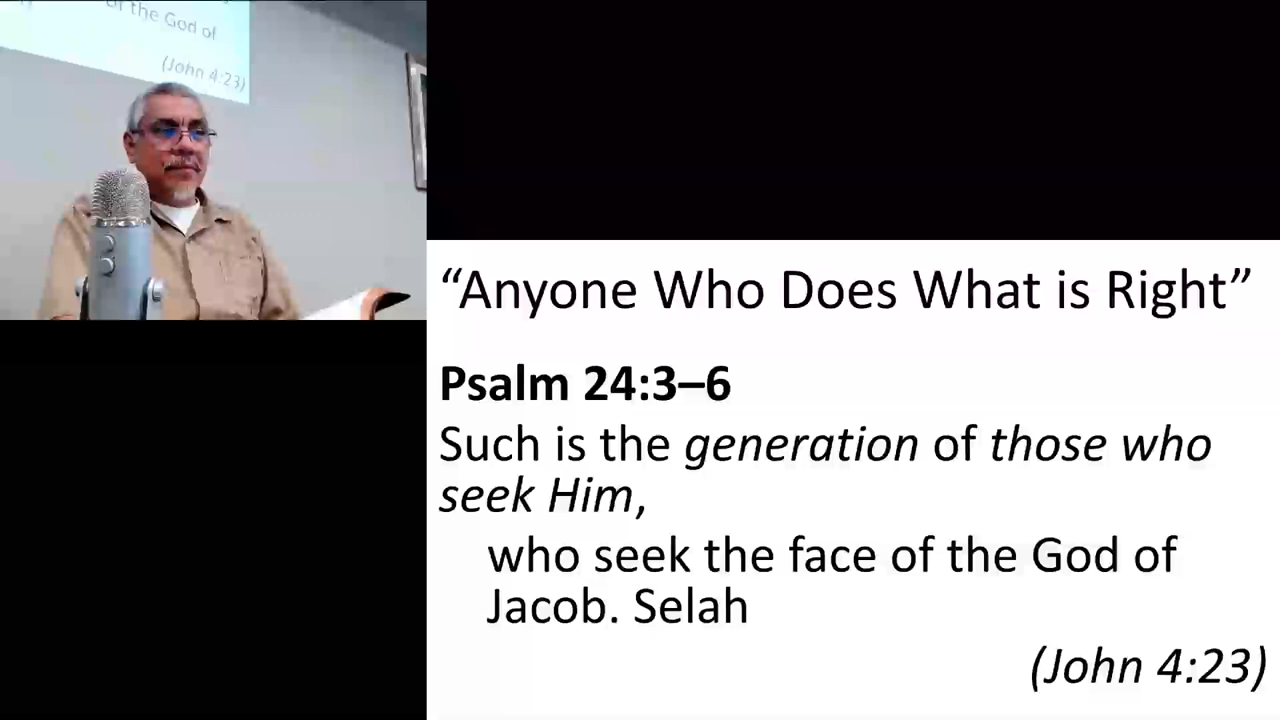 of the God of
(John 4:23)
“Anyone Who Does What is Right”
Psalm 24:3–6
Such is the generation of those who
seek Him,
who seek the face of the God of
Jacob. Selah
(John 4:23)